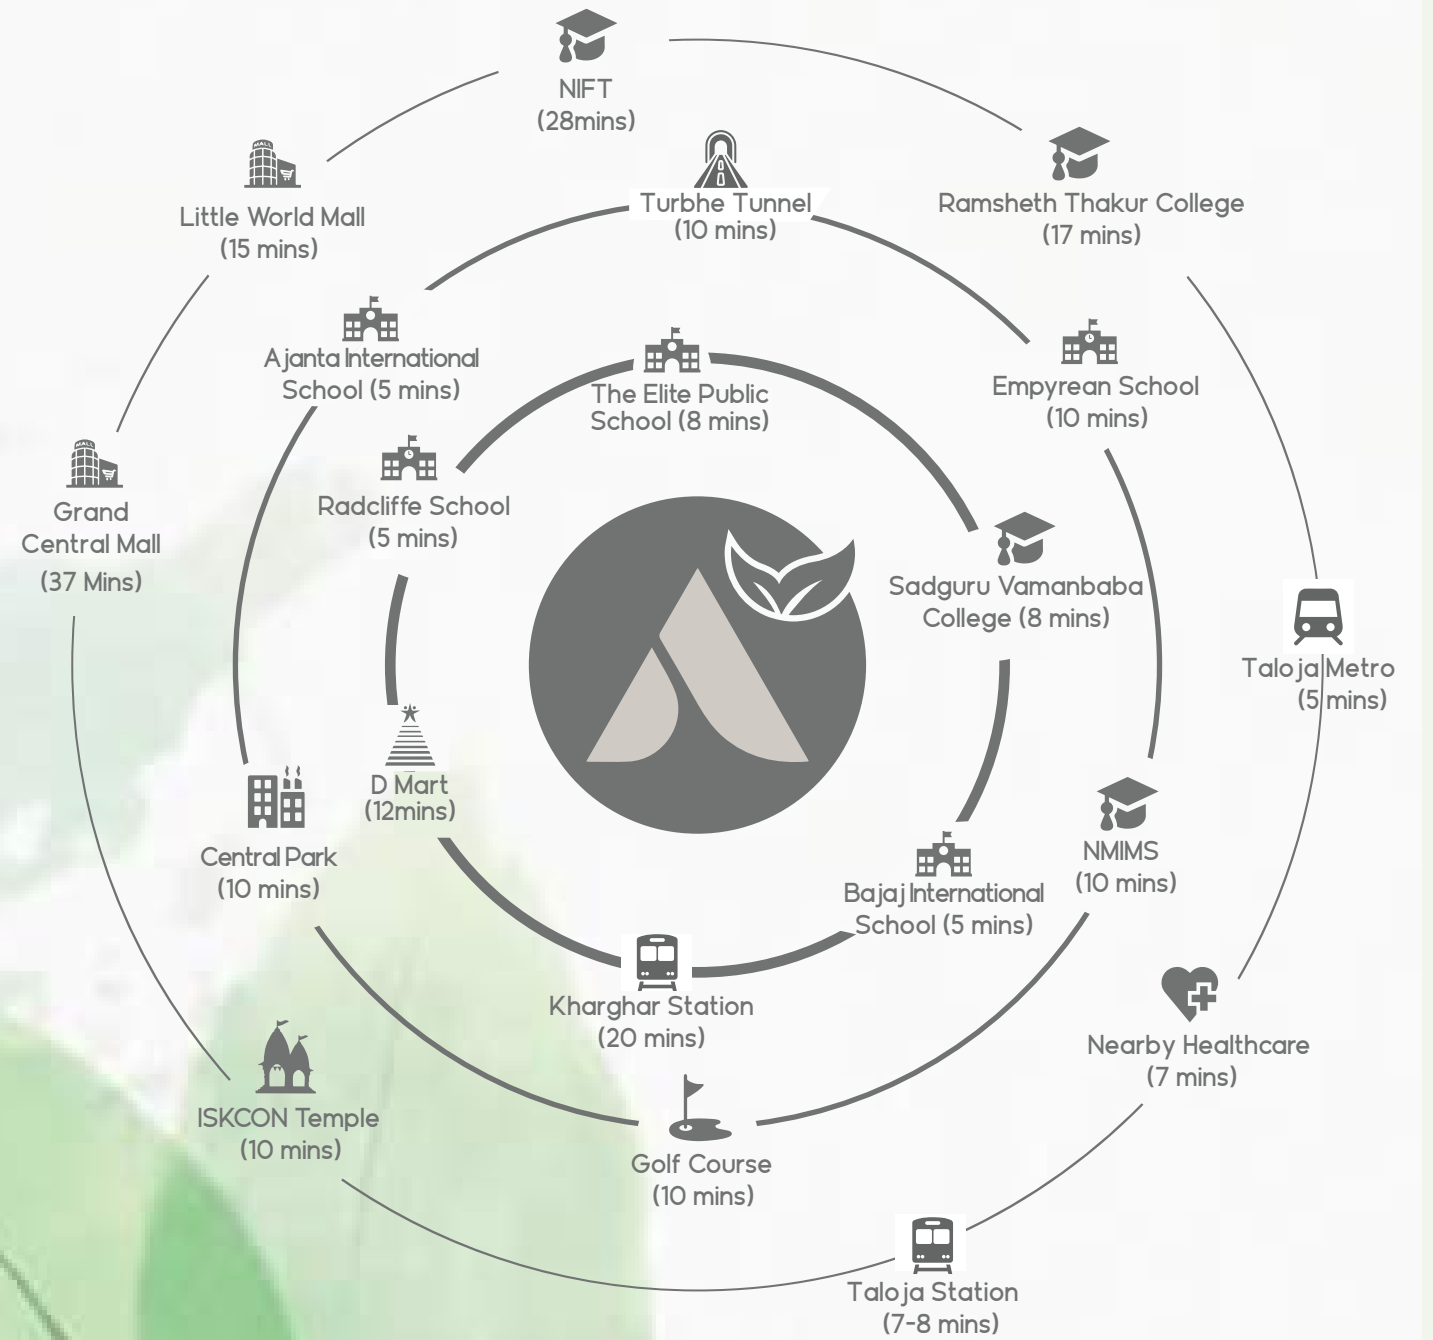 NIFT
(28mins)
Little World Mall
(15 mins)
Turbhe Tunnel
(10 mins)
Ramsheth Thakur College
(17 mins)
Ajanta International
School (5 mins)
The Elite Public
School (8 mins)
Empyrean School
(10 mins)
Radcliffe School
(5 mins)
Grand
Central Mall
(37 Mins)
Sadguru Vamanbaba
College (8 mins)
Taloja Metro
(5 mins)
D Mart
(12mins)
Central Park
(10 mins)
NMIMS
(10 mins)
Bajaj International
School (5 mins)
Kharghar Station
(20 mins)
Nearby Healthcare
(7 mins)
ISKCON Temple
(10 mins)
Golf Course
(10 mins)
Taloja Station
(7-8 mins)